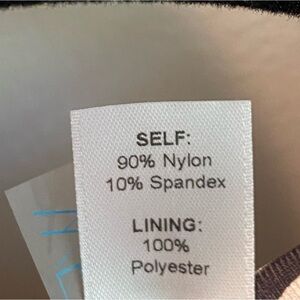 SELF:
90% Nylon
10% Spandex
LINING:
100%
Polyester